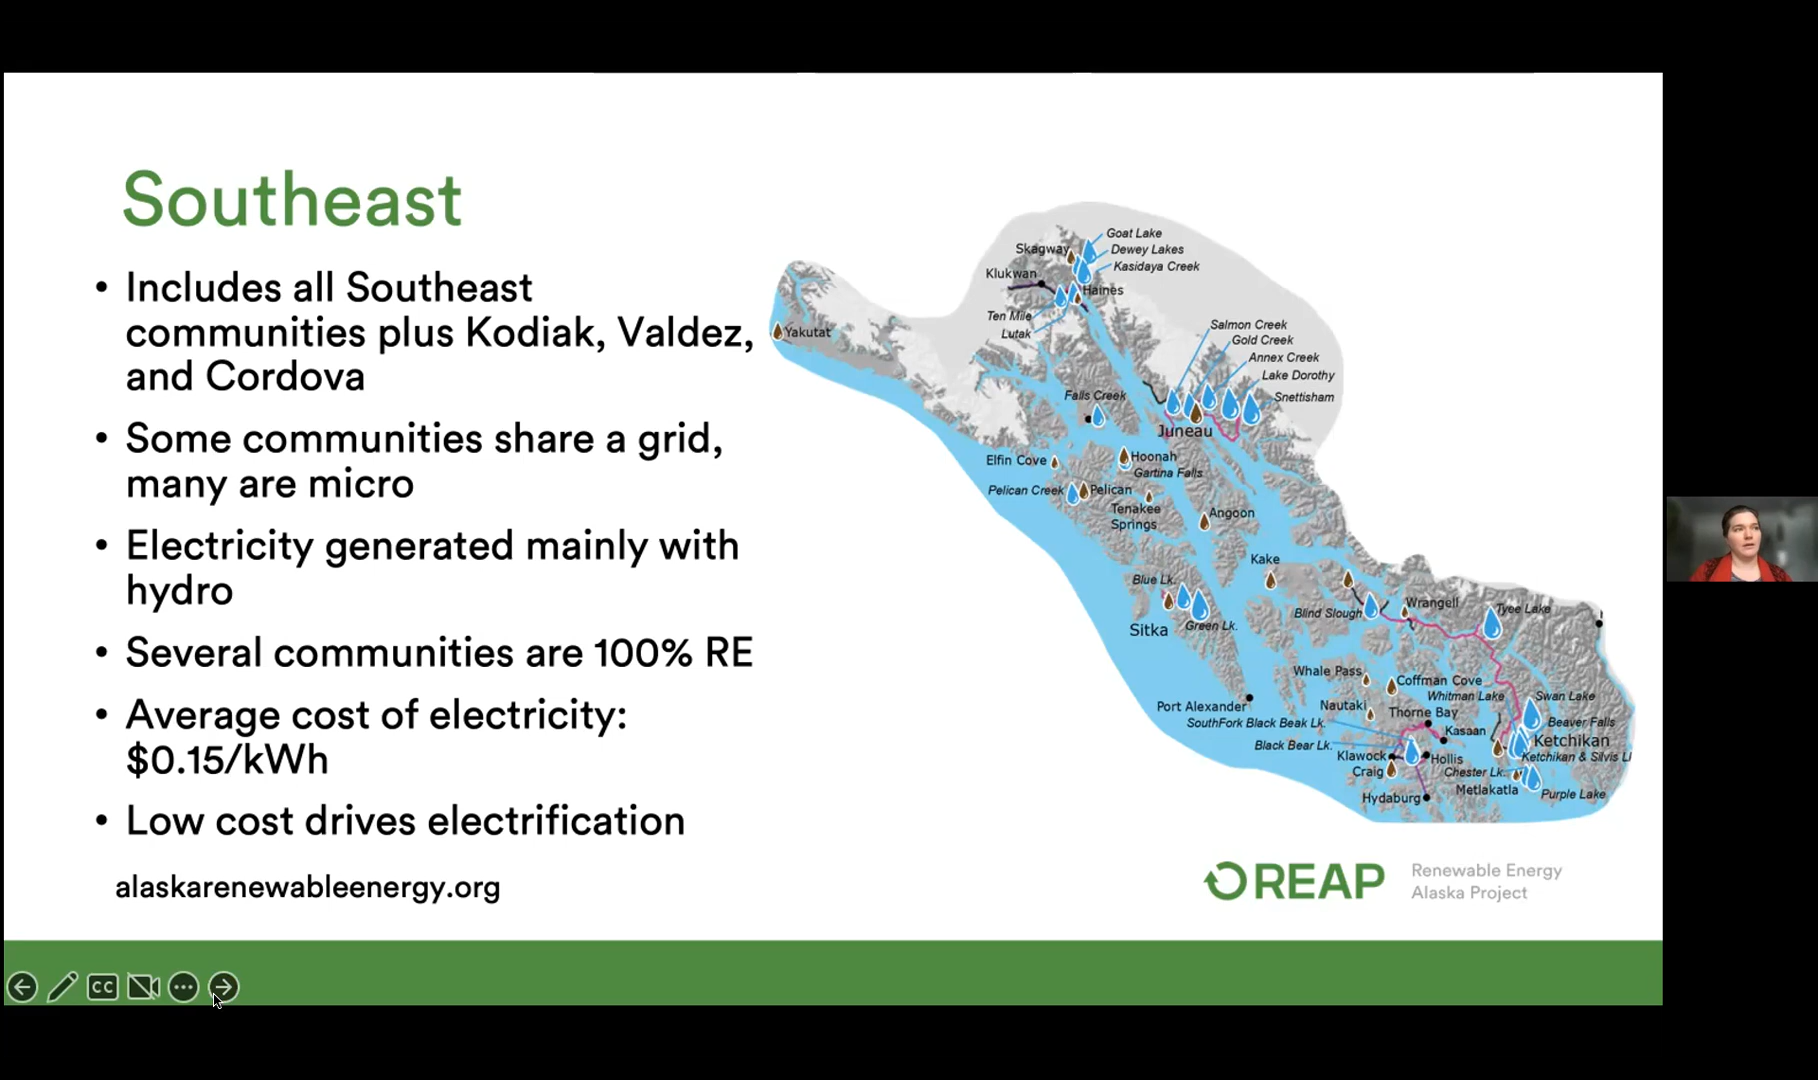 Southeast
• Includes all Southeast
communities plus Kodiak, Valdez,
and Cordova
• Some communities share a grid,
many are micro
• Electricity generated mainly with
hydro
• Several communities are 100% RE
• Average cost of electricity:
$0.15/kWh
• Low cost drives electrification
alaskarenewableenergy.org
Goat Lake
Skagway
Dewey Lakes
Kasidaya Creek
Klukwan
Haines
Ten Mile
Lutak
Yakutat
Salmon Creek
Gold Creek
Annex Creek
Lake Dorothy
Snettisham
Falls Creek
Juneau
Elfin Cove
Hoonah
Gartina Falls
Pelican Creek
Pelican
Tenakee
Springs
Angoon
Kake
Blue Lk.
Blind Slough
Wrangell
Tyee Lake
Green Lk.
Sitka
Whale Pass
Coffman Cove
Whitman Lake
Swan Lake
Port Alexander
Nautaki
Thorne Bay
SouthFork Black Beak Lk.
Beaver Falls
Kasaan
Ketchikan
Black Bear Lk.
Klawock
Hollis
Ketchikan & Silvis Ll
Craig
Chester Lk.
Metlakatla
Purple Lake
Hydaburg
REAP
Renewable Energy
Alaska Project
CC